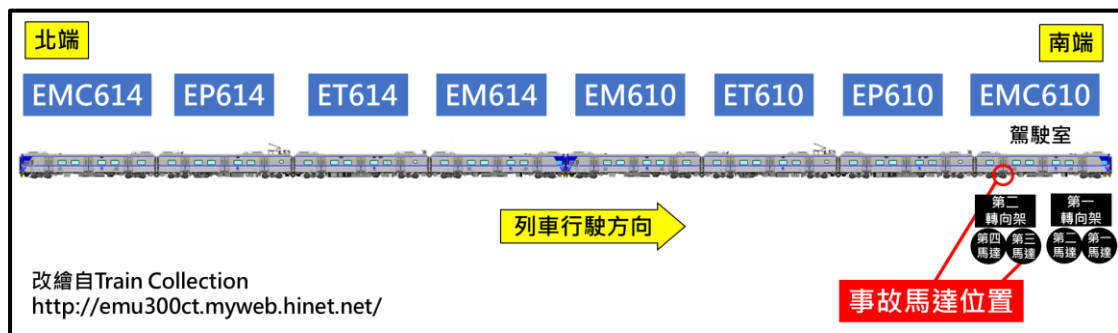 北端
南端
EMC614 EP614 ET614 EM614 EM610 ET610 EP610 EMC610
駕駛室
列車行駛方向
第二
轉向架
第一
轉向架
第四
馬達
第三
馬達
第二
馬達
第一
馬達
事故馬達位置
改繪自Train Collection
http://emu300ct.myweb.hinet.net/